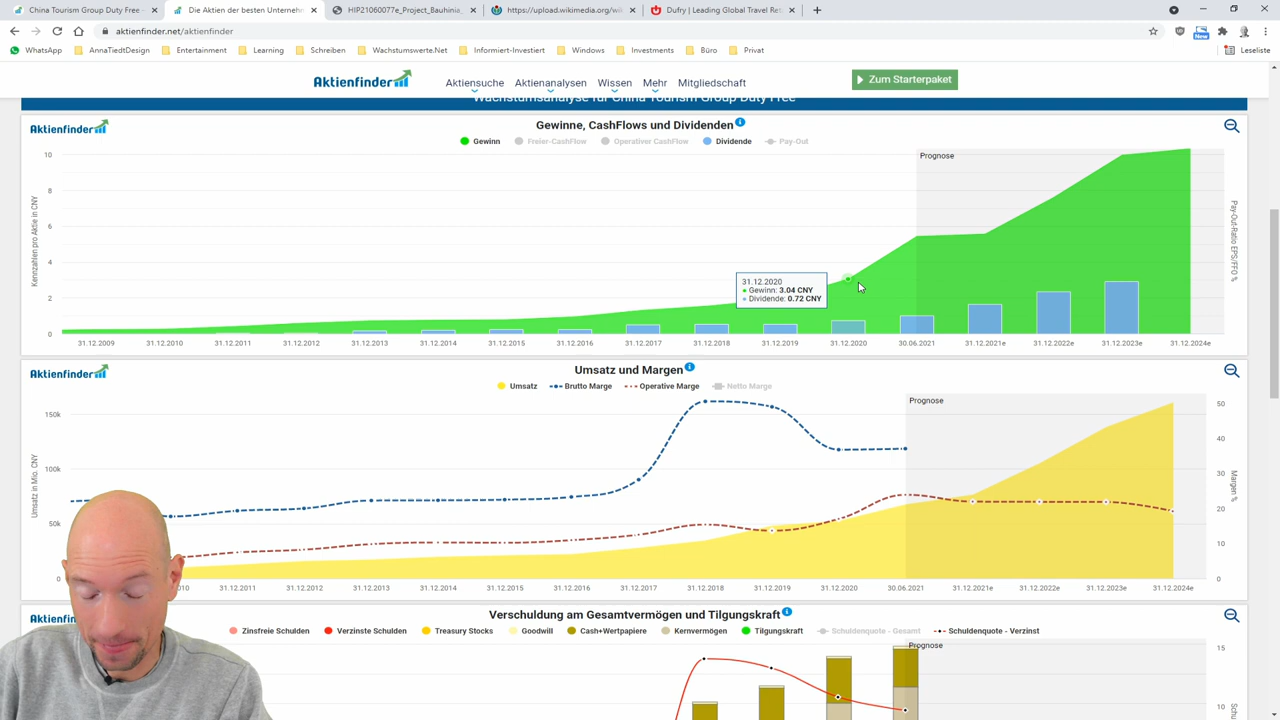 China Tourism Group Duty Free -
Die Aktien der besten Unternehm
HIP21060077e_Project_Bauhinia_
https://upload.wikimedia.org/wi
Dufry | Leading Global Travel Ret
aktienfinder.net/aktienfinder
New
WhatsApp
AnnaTiedtDesign
Entertainment
Learning
Schreiben
Wachstumswerte.Net
Informiert-Investiert
Windows
Investments
Büro
Privat
Leseliste
Aktienfinder
Aktiensuche
Aktienanalysen
Wissen
Mehr
Mitgliedschaft
Zum Starterpaket
Wachstumsanalyse für China Tourism Group Duty Free
Aktienfinder
Gewinne, CashFlows und Dividenden
Gewinn
Freier-CashFlow
Operativer CashFlow
Dividende
Pay-Out
Kennzahlen pro Aktie in CNY
10
8
6
4
2
0
Prognose
Pay-Out-Ratio EPS/FFO %
31.12.2020
Gewinn: 3.04 CNY
Dividende: 0.72 CNY
31.12.2009
31.12.2010
31.12.2011
31.12.2012
31.12.2013
31.12.2014
31.12.2015
31.12.2016
31.12.2017
31.12.2018
31.12.2019
31.12.2020
30.06.2021
31.12.2021e
31.12.2022e
31.12.2023e
31.12.2024e
Aktienfinder
Umsatz und Margen
Umsatz
Brutto Marge
Operative Marge
Netto Marge
Umsatz in Mio. CNY
150k
100k
50k
0
Prognose
50
40
30
20
10
0
Margen %
2010
31.12.2011
31.12.2012
31.12.2013
31.12.2014
31.12.2015
31.12.2016
31.12.2017
31.12.2018
31.12.2019
31.12.2020
30.06.2021
31.12.2021e
31.12.2022e
31.12.2023e
31.12.2024e
Aktienfin
Verschuldung am Gesamtvermögen und Tilgungskraft
Zinsfreie Schulden
Verzinste Schulden
Treasury Stocks
Goodwill
Cash+Wertpapiere
Kernvermögen
Tilgungskraft
Schuldenquote - Gesamt
Schuldenquote - Verzinst
Prognose
15
10